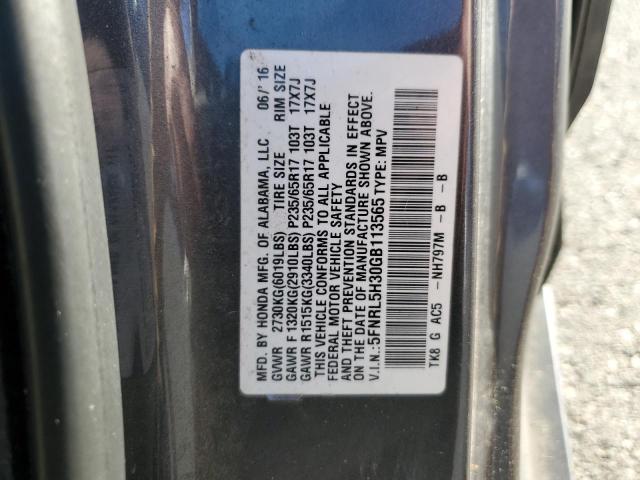 MFD. BY HONDA MFG. OF ALABAMA, LLC 06/'16
GVWR 2730KG(6019LBS) TIRE SIZE RIM SIZE
GAWR F 1320KG(2910LBS) P235/65R17 103T 17X7J
GAWR R 1515KG(3340LBS) P235/65R17 103T 17X7J
THIS VEHICLE CONFORMS TO ALL APPLICABLE
FEDERAL MOTOR VEHICLE SAFETY
AND THEFT PREVENTION STANDARDS IN EFFECT
ON THE DATE OF MANUFACTURE SHOWN ABOVE.
V.I.N.:5FNRL5H30GB113565 TYPE: MPV
TK8 G AC5 -NH797M -B -B